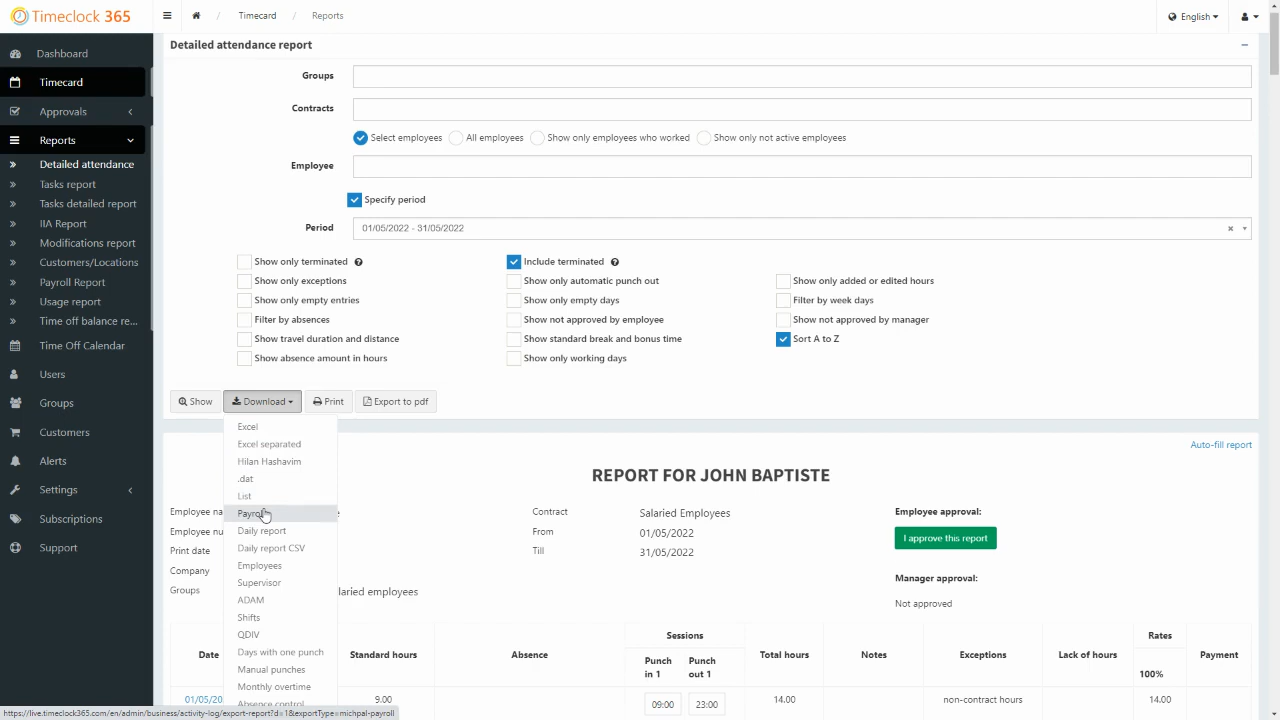 Timeclock 365
Timecard
Reports
English
Dashboard
Timecard
Approvals
Reports
Detailed attendance
Tasks report
Tasks detailed report
IIA Report
Modifications report
Customers/Locations
Payroll Report
Usage report
Time off balance re...
Time Off Calendar
Users
Groups
Customers
Alerts
Settings
Subscriptions
Support
Detailed attendance report
Groups
Contracts
Select employees
All employees
Show only employees who worked
Show only not active employees
Employee
Specify period
Period
01/05/2022 - 31/05/2022
Show only terminated
Include terminated
Show only exceptions
Show only automatic punch out
Show only added or edited hours
Show only empty entries
Show only empty days
Filter by week days
Filter by absences
Show not approved by employee
Show not approved by manager
Show travel duration and distance
Show standard break and bonus time
Sort A to Z
Show absence amount in hours
Show only working days
Show
Download
Print
Export to pdf
Excel
Excel separated
Hilan Hashavim
.dat
List
Daily report
Daily report CSV
Employees
Supervisor
ADAM
Shifts
QDIV
Days with one punch
Manual punches
Monthly overtime
Absence control
Auto-fill report
REPORT FOR JOHN BAPTISTE
Employee na
Contract
Salaried Employees
Employee approval:
Employee nu
From
01/05/2022
I approve this report
Print date
Till
31/05/2022
Company
Manager approval:
Groups
alaried employees
Not approved
Date
Standard hours
Absence
Sessions
Punch in 1
Punch out 1
Total hours
Notes
Exceptions
Lack of hours
Rates
100%
Payment
01/05/20
9.00
09:00
23:00
14.00
non-contract hours
14.00
https://live.timeclock365.com/en/admin/business/activity-log/export-report?d=1&exportType=michpal-payroll